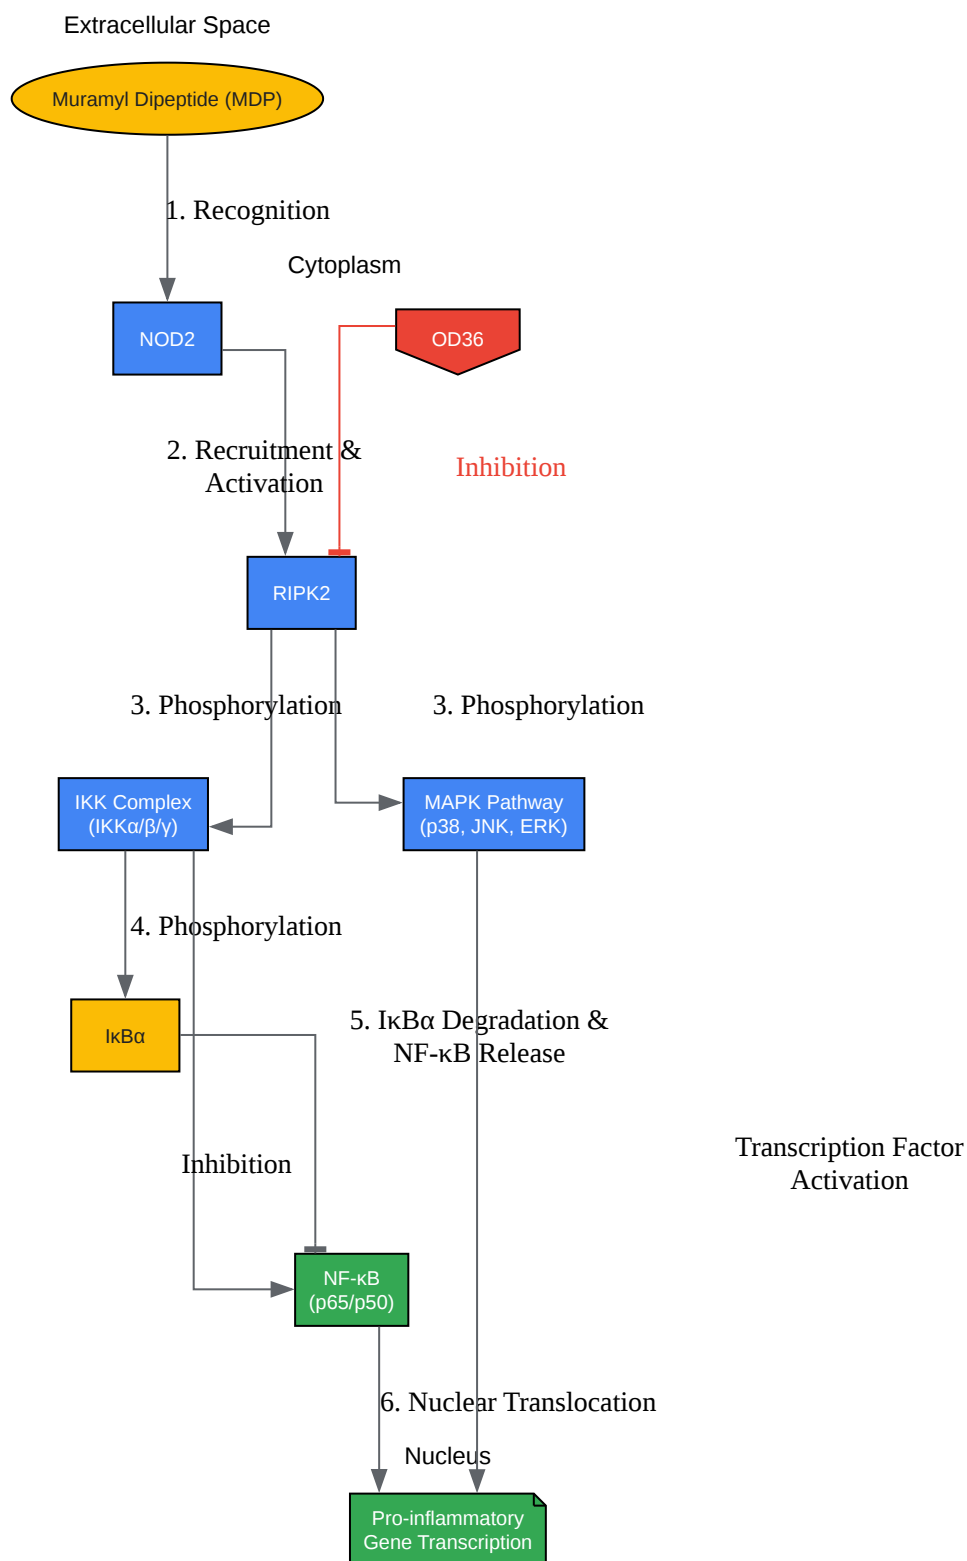 Extracellular Space
Muramyl Dipeptide (MDP)
1. Recognition
Cytoplasm
NOD2
OD36
2. Recruitment &
Activation
Inhibition
RIPK2
3. Phosphorylation
3. Phosphorylation
IKK Complex
(IKKα/β/γ)
MAPK Pathway
(p38, JNK, ERK)
4. Phosphorylation
IκBα
5. IκBα Degradation &
NF-κB Release
Inhibition
Transcription Factor
Activation
NF-κB
(p65/p50)
6. Nuclear Translocation
Nucleus
Pro-inflammatory
Gene Transcription